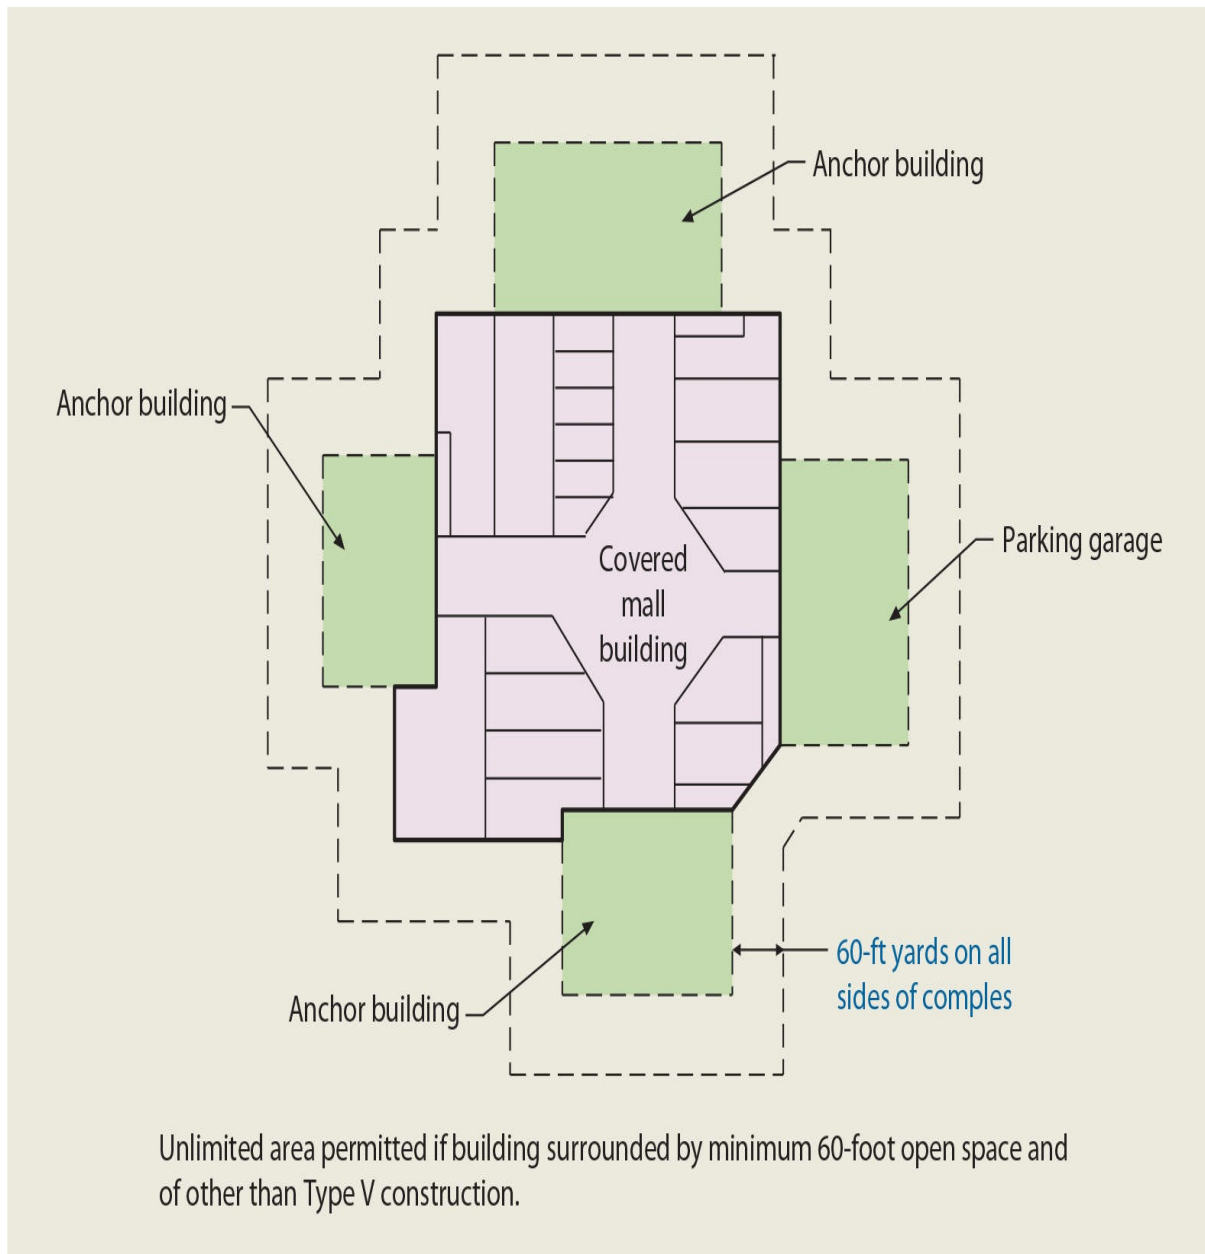 Anchor building
Anchor building
Parking garage
Covered
mall
building
60-ft yards on all
sides of comples
Anchor building
Unlimited area permitted if building surrounded by minimum 60-foot open space and
of other than Type V construction.